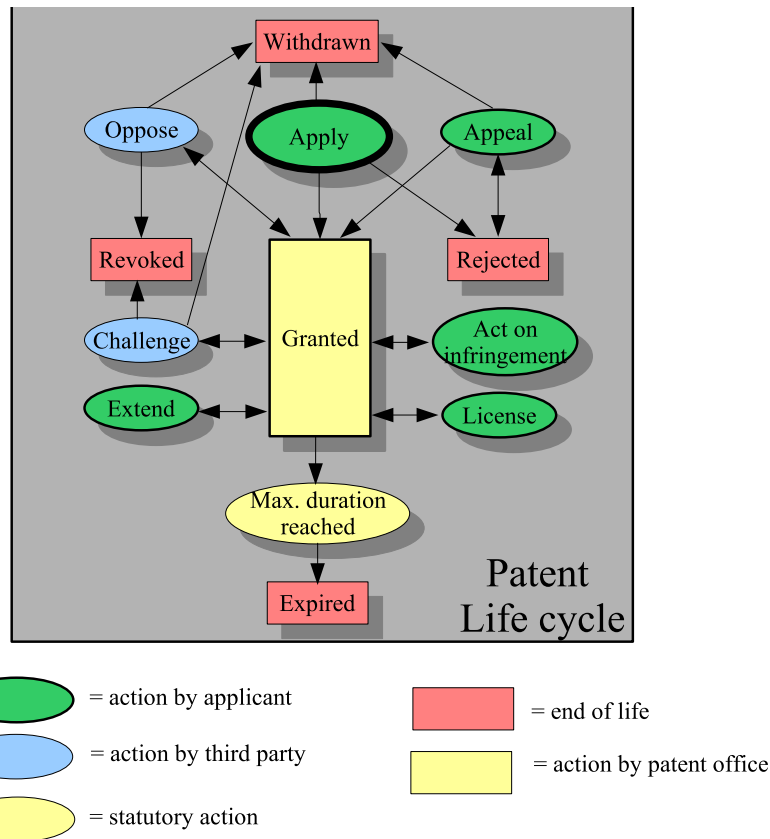 Withdrawn
Oppose
Apply
Appeal
Revoked
Rejected
Granted
Challenge
Act on
infringement
Extend
License
Max. duration
reached
Expired
Patent
Life cycle
= action by applicant
= end of life
= action by third party
= action by patent office
= statutory action